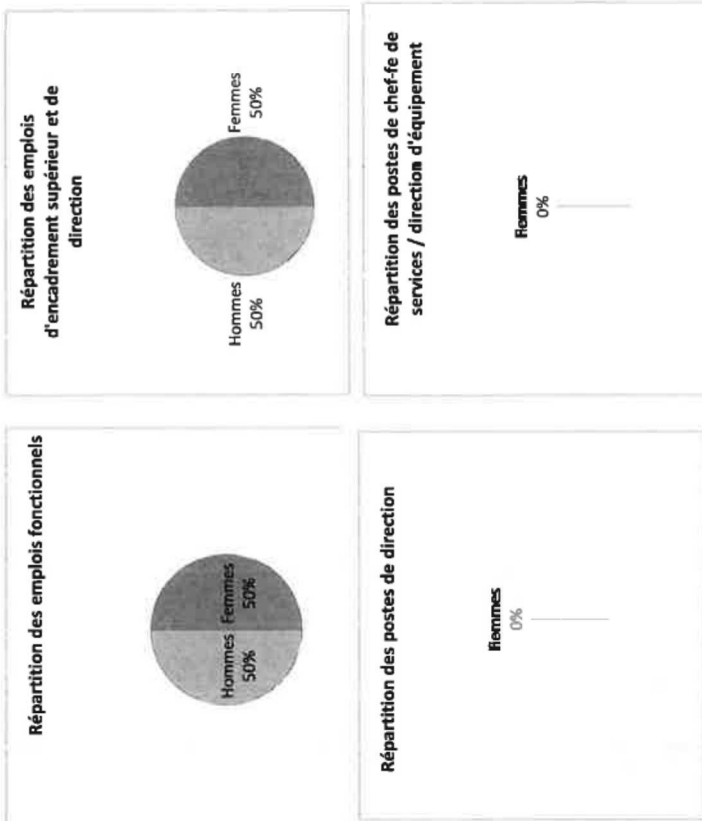 Répartition des emplois fonctionnels
Hommes
50%
Femmes
50%
Répartition des emplois
d'encadrement supérieur et de
direction
Hommes
50%
Femmes
50%
Répartition des postes de direction
0%
Répartition des postes de chef-fe de
services / direction d'équipement
0%